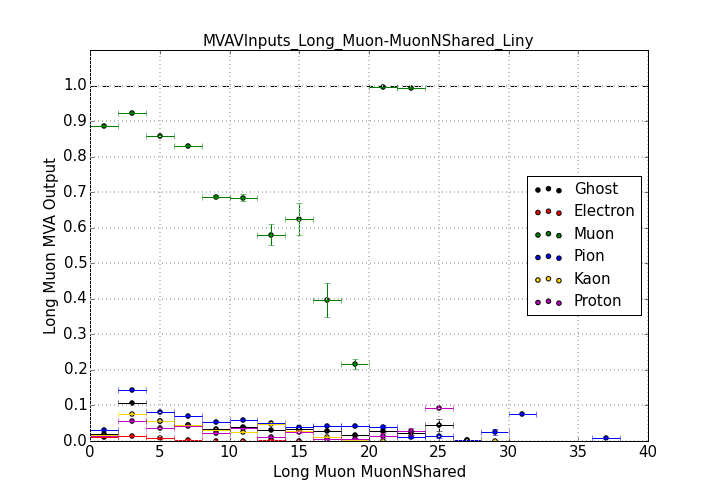 MVAVInputs_Long_Muon-MuonNShared_Liny
Long Muon MVA Output
1.0
0.9
0.8
0.7
0.6
0.5
0.4
0.3
0.2
0.1
0.0
Ghost
Electron
Muon
Pion
Kaon
Proton
0 5 10 15 20 25 30 35 40
Long Muon MuonNShared